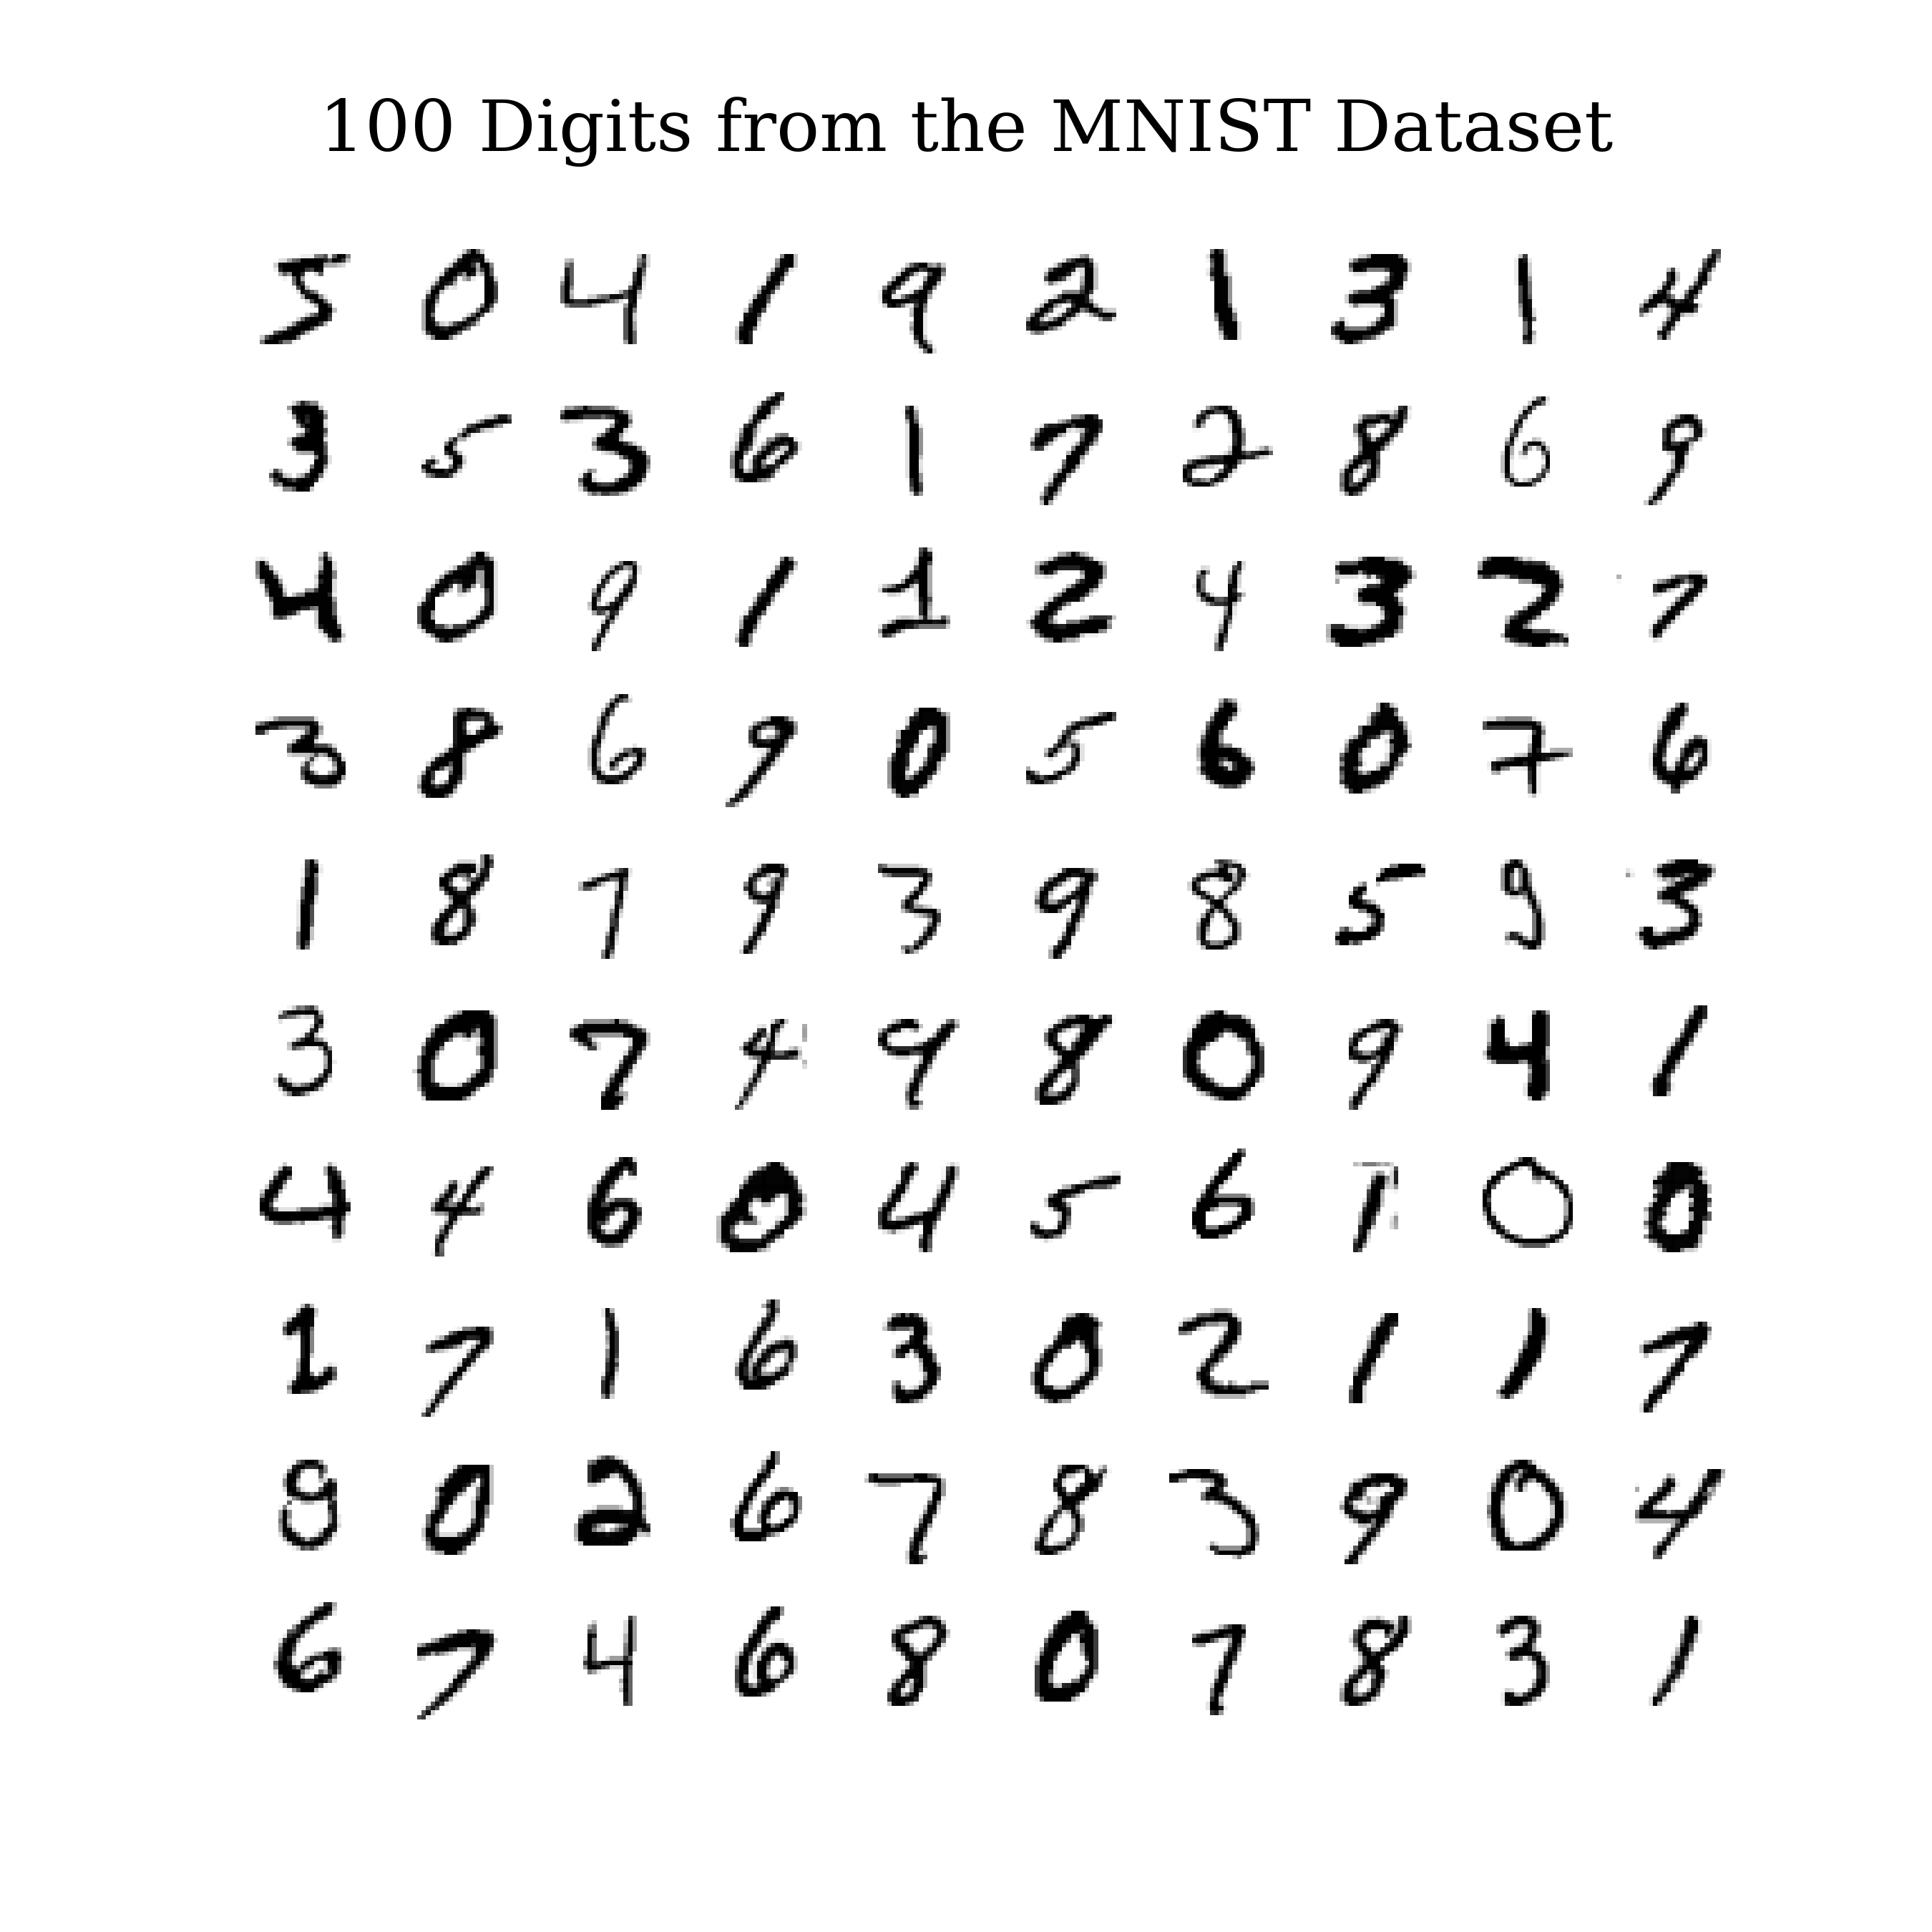 100 Digits from the MNIST Dataset
5 0 4 1 9 2 1 3 1 4
3 5 3 6 1 7 2 8 6 9
4 0 9 1 1 2 4 3 2 7
3 8 6 9 0 5 6 0 7 6
1 8 7 9 3 9 8 5 9 3
3 0 7 4 9 8 0 9 4 1
4 4 6 0 4 5 6 1 0 0
1 7 1 6 3 0 2 1 1 7
8 0 2 6 7 8 3 9 0 4
6 7 4 6 8 0 7 8 3 1